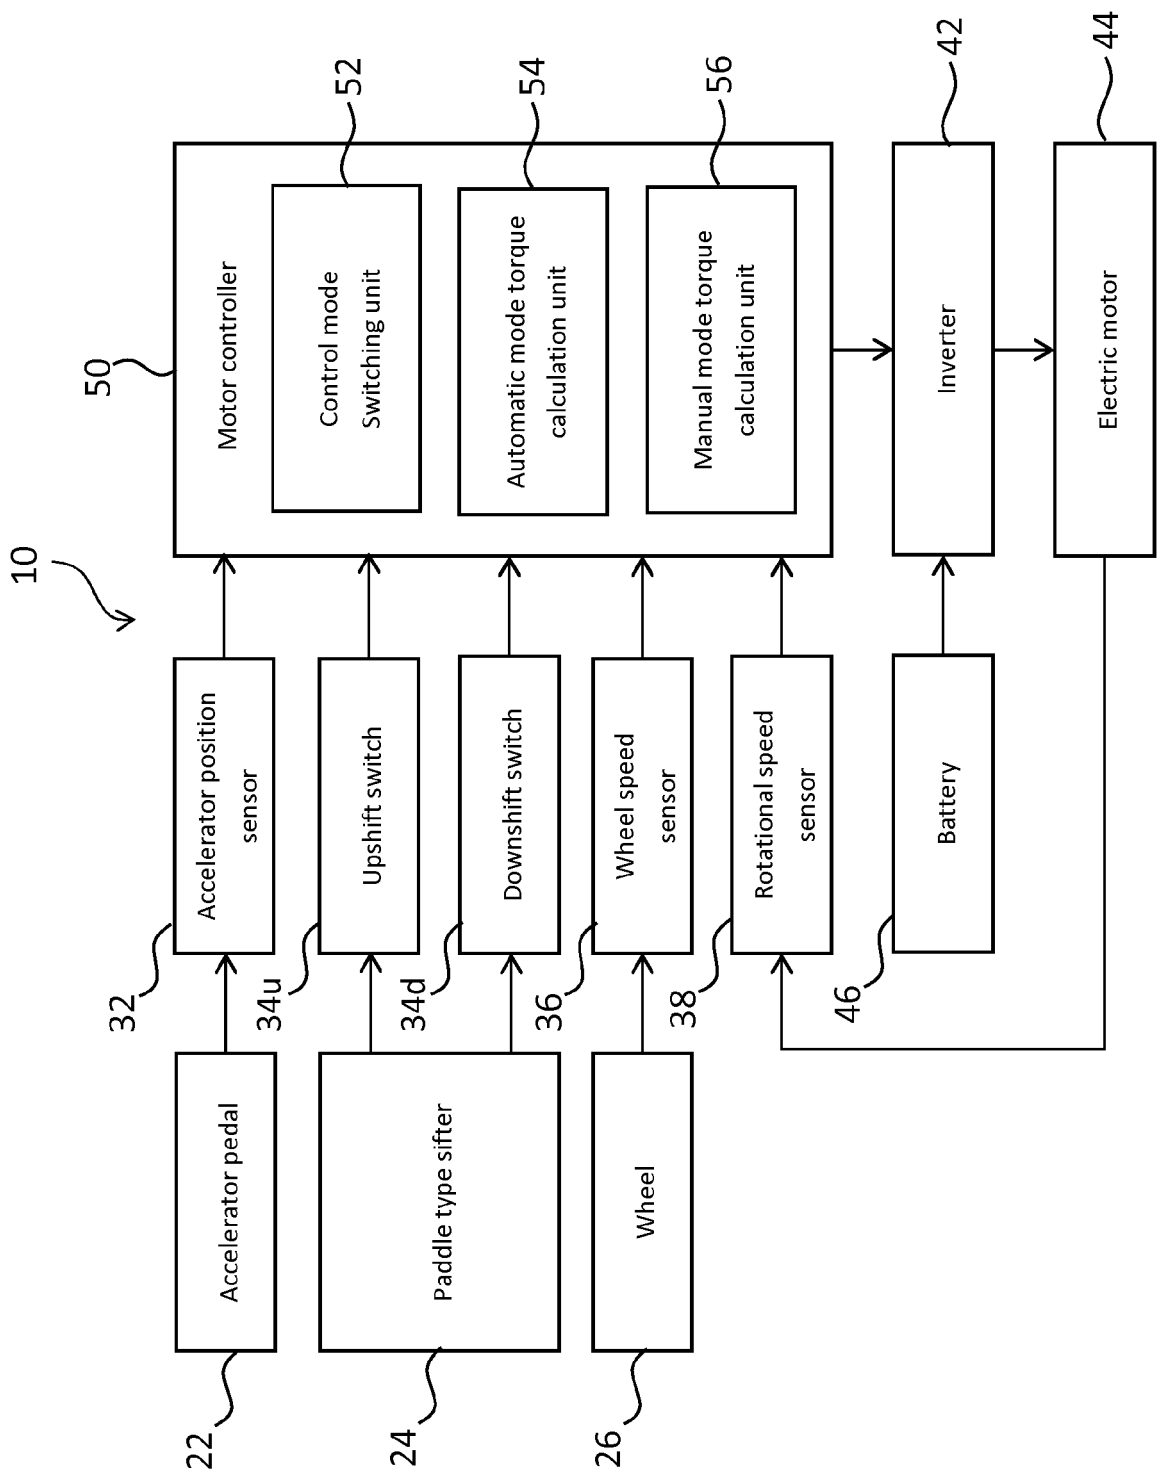 10
22
Accelerator pedal
32
Accelerator position
sensor
50
Motor controller
52
Control mode
Switching unit
24
Paddle type sifter
34u
Upshift switch
34d
Downshift switch
54
Automatic mode torque
calculation unit
26
Wheel
36
Wheel speed
sensor
56
Manual mode torque
calculation unit
38
Rotational speed
sensor
46
Battery
42
Inverter
44
Electric motor